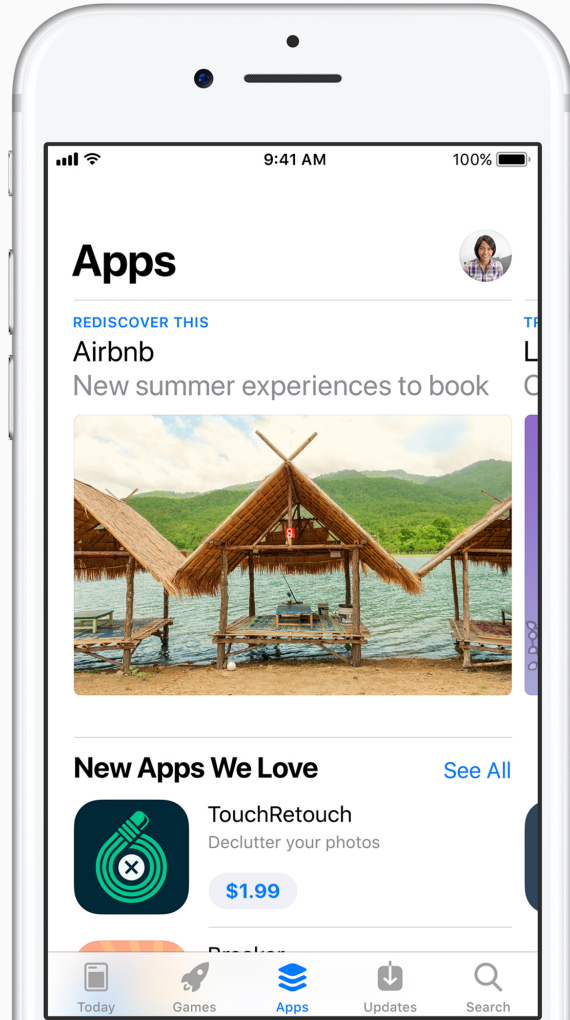 9:41 AM
100%
Apps
REDISCOVER THIS
Airbnb
New summer experiences to book
New Apps We Love
See All
TouchRetouch
Declutter your photos
$1.99
Today
Games
Apps
Updates
Search